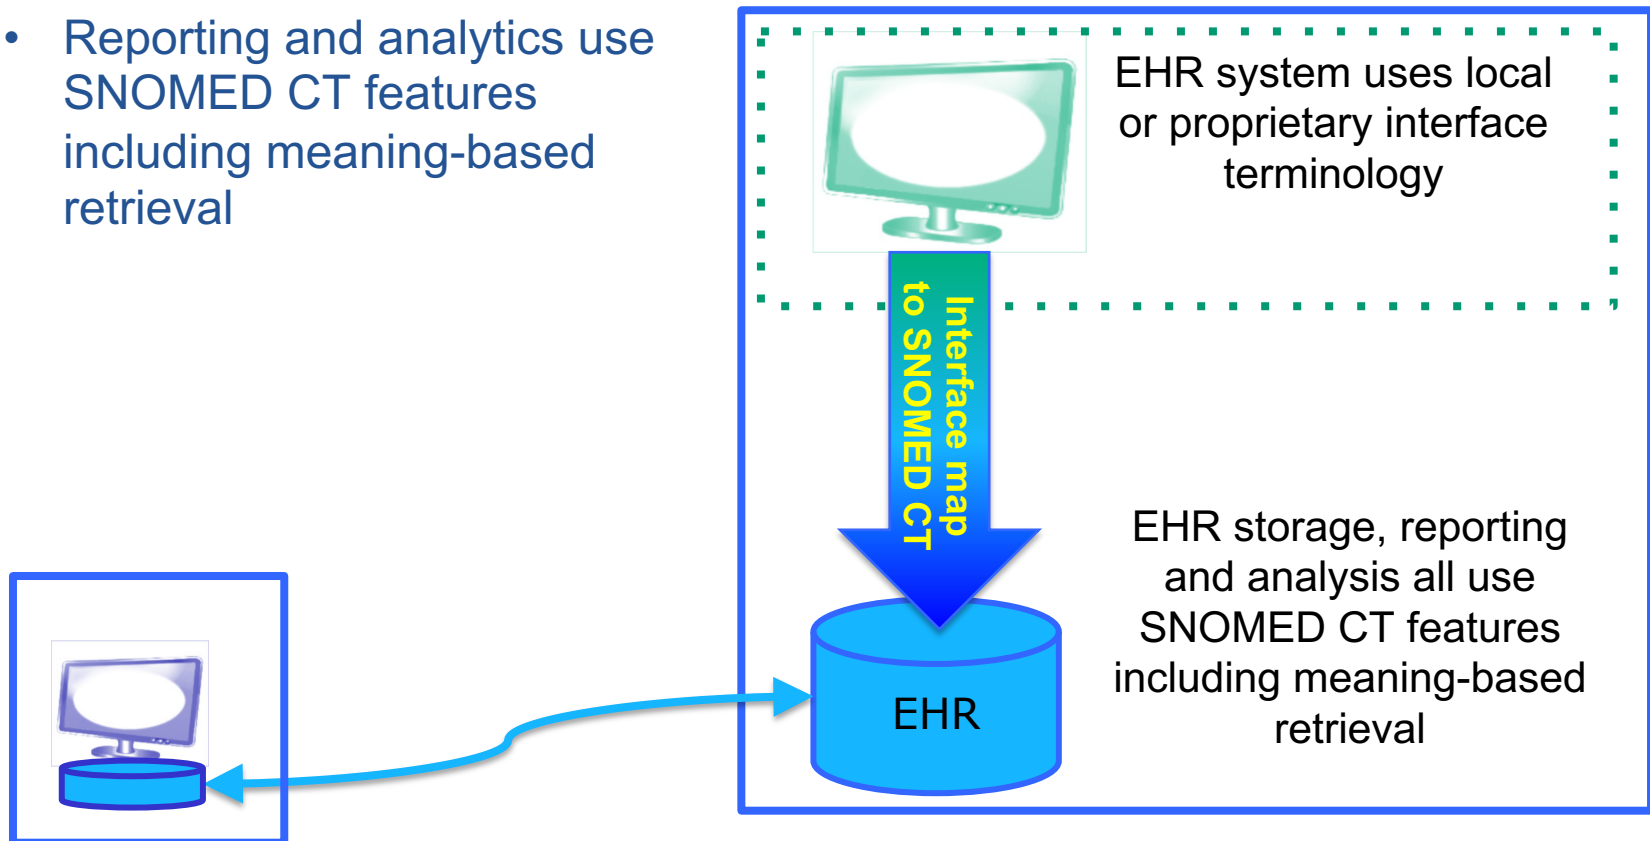 • Reporting and analytics use
SNOMED CT features
including meaning-based
retrieval
EHR system uses local
or proprietary interface
terminology
Interface map
to SNOMED CT
EHR storage, reporting
and analysis all use
SNOMED CT features
including meaning-based
retrieval
EHR